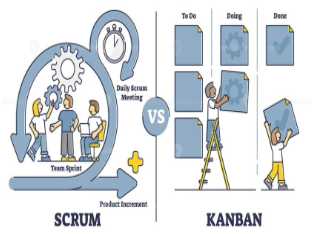 To Do
Doing
Done
Daily Scrum
Meeting
VS
Team Sprint
Product Increment
SCRUM
KANBAN